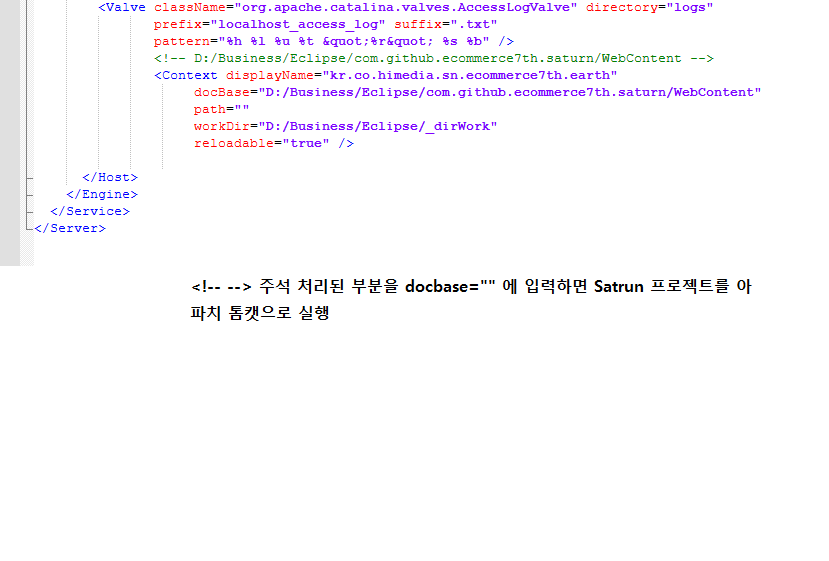 <Valve className="org.apache.catalina.valves.AccessLogValve" directory="logs"
prefix="localhost_access_log" suffix=".txt"
pattern="%h %l %u %t &quot;%r&quot; %s %b" />
<!-- D:/Business/Eclipse/com.github.ecommerce7th.saturn/WebContent -->
<Context displayName="kr.co.himedia.sn.ecommerce7th.earth"
docBase="D:/Business/Eclipse/com.github.ecommerce7th.saturn/WebContent"
path=""
workDir="D:/Business/Eclipse/_dirWork"
reloadable="true" />
</Host>
</Engine>
</Service>
</Server>
<!-- --> 주석 처리된 부분을 docbase="" 에 입력하면 Satrun 프로젝트를 아
파치 톰캣으로 실행